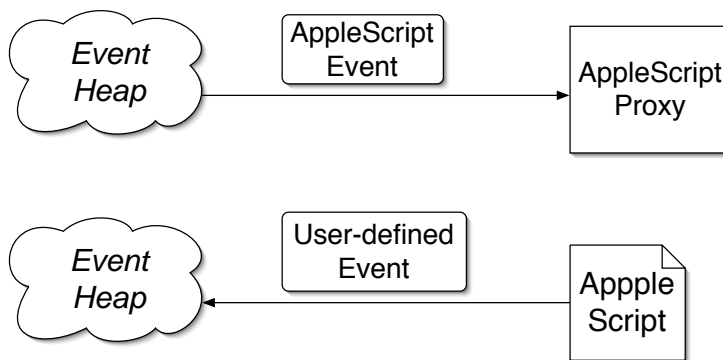 Event
Heap
AppleScript
Event
AppleScript
Proxy
Event
Heap
User-defined
Event
Appple
Script